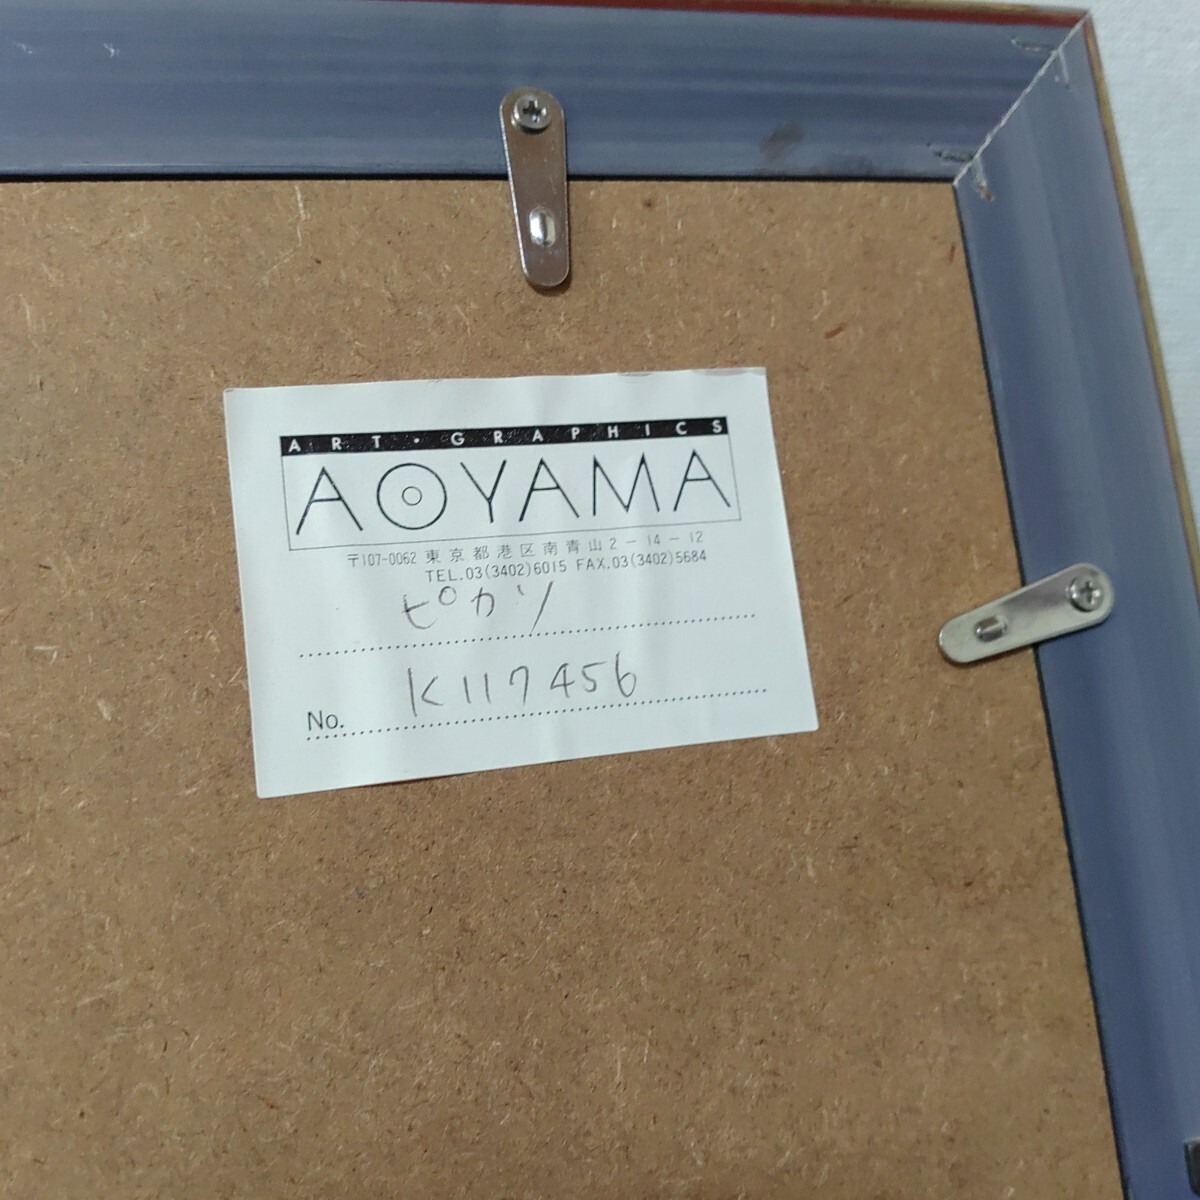 ART・GRAPHICS
AOYAMA
〒107-0062 東京都港区南青山2-14-12
TEL.03(3402)6015 FAX.03(3402)5684
ピカソ
No. K117456